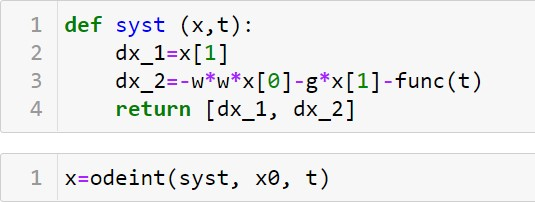 1 def syst (x,t):
2     dx_1=x[1]
3     dx_2=-w*w*x[0]-g*x[1]-func(t)
4     return [dx_1, dx_2]
1 x=odeint(syst, x0, t)